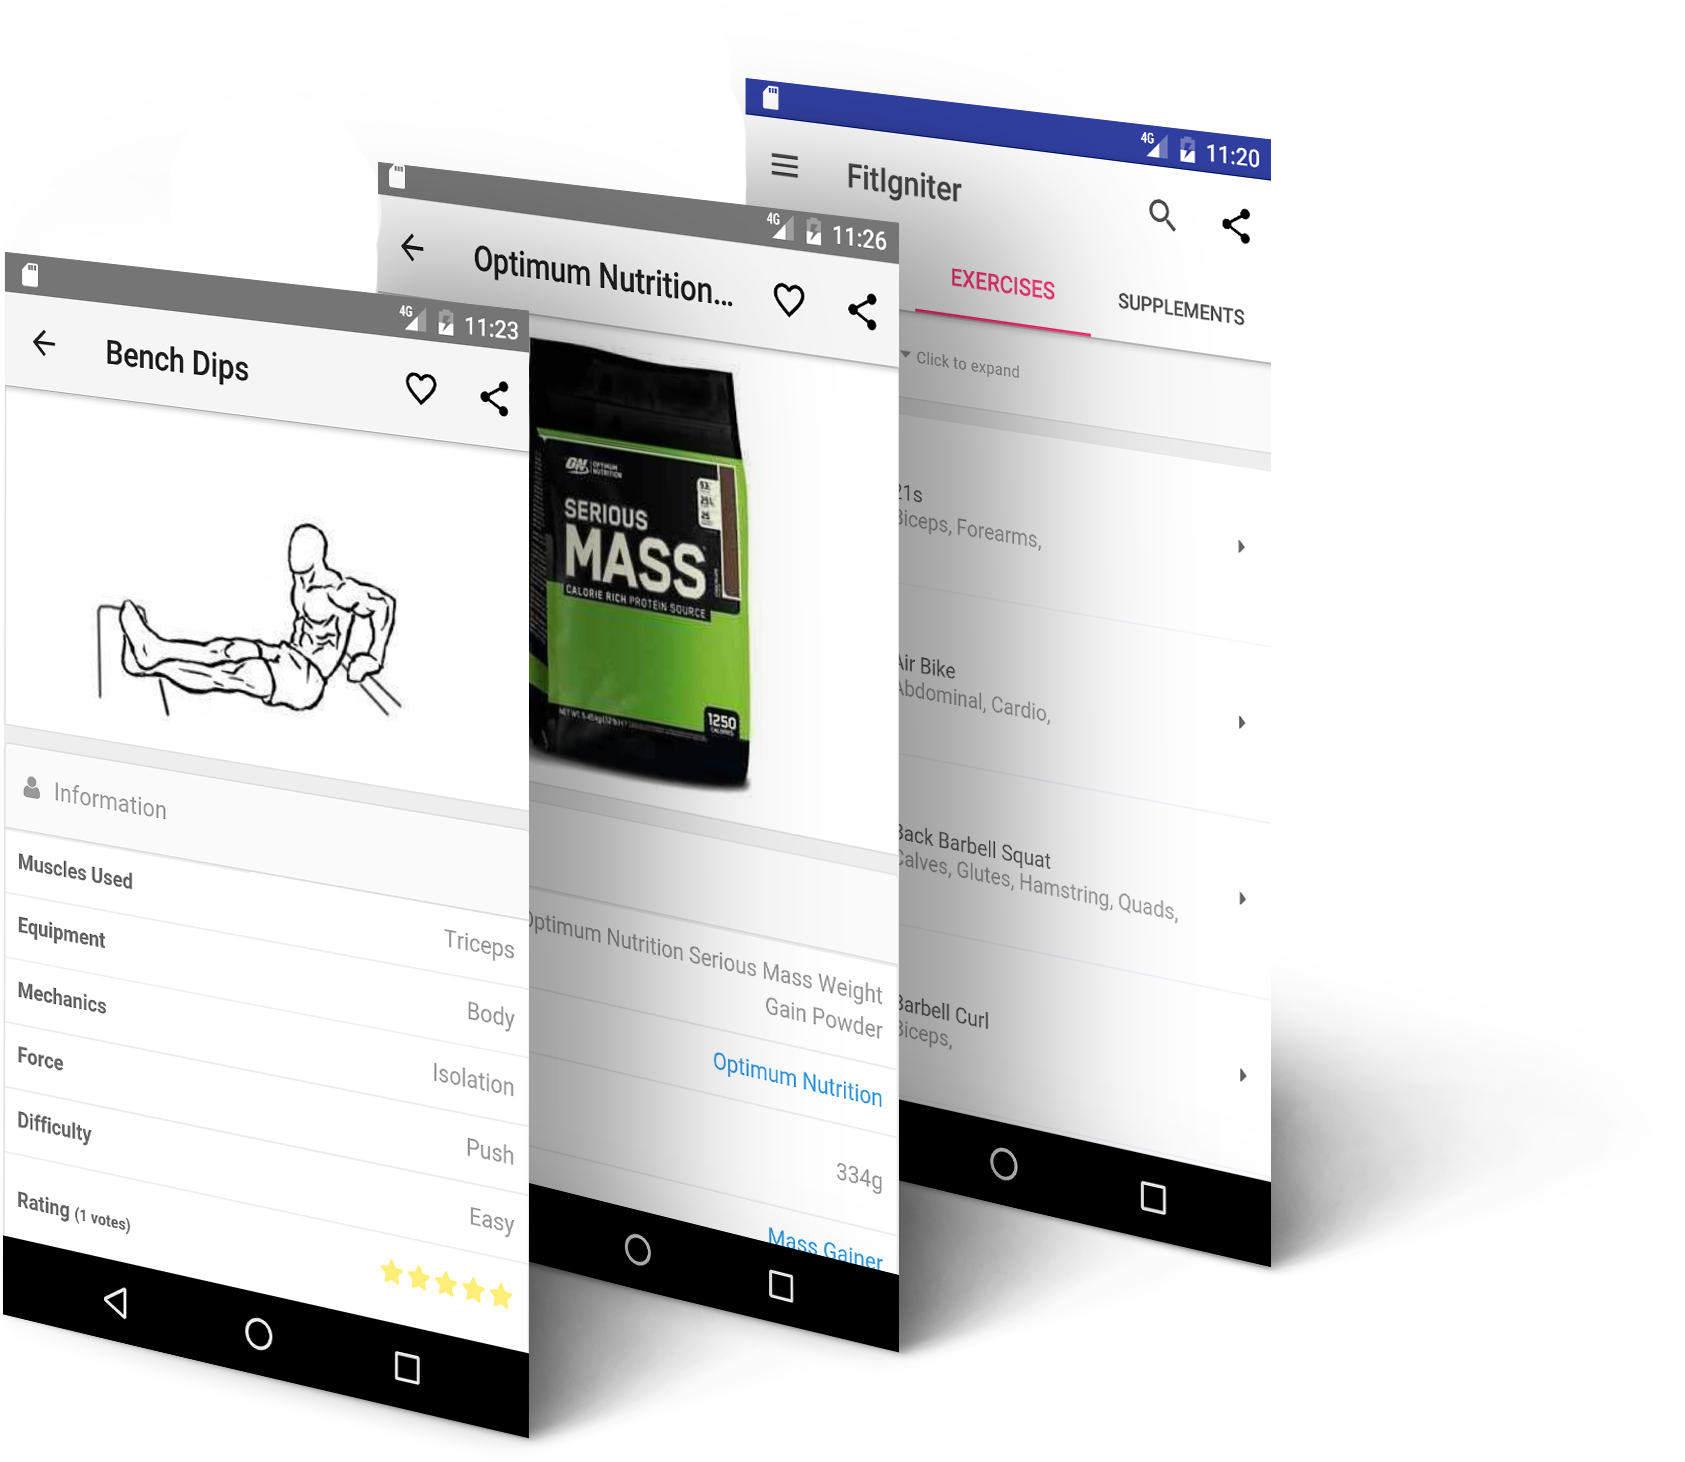 4G 11:23
Bench Dips
Information
Muscles Used
Triceps
Equipment
Body
Mechanics
Isolation
Force
Push
Difficulty
Easy
Rating (1 votes)
4G 11:26
Optimum Nutrition...
ON OPTIMUM
NUTRITION
SERIOUS
MASS
CALORIE RICH PROTEIN SOURCE
1250
CALORIES
Optimum Nutrition Serious Mass Weight
Gain Powder
Optimum Nutrition
334g
Mass Gainer
4G 11:20
FitIgniter
EXERCISES
SUPPLEMENTS
Click to expand
21s
Biceps, Forearms,
Air Bike
Abdominal, Cardio,
Back Barbell Squat
Calves, Glutes, Hamstring, Quads,
Barbell Curl
Biceps,